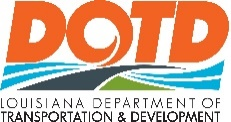 DOTD
LOUISIANA DEPARTMENT OF
TRANSPORTATION & DEVELOPMENT